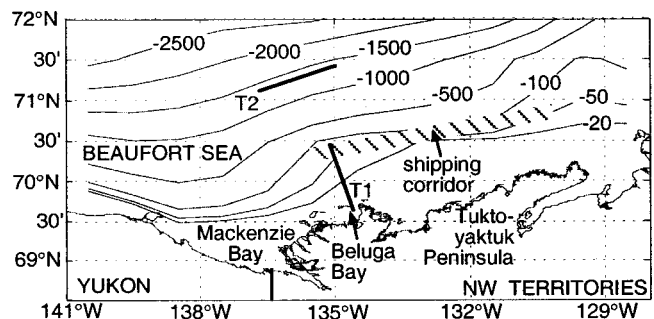 72°N
-2500
-2000
-1500
30'
-1000
-100
T2
71°N
-500
-50
30'
-20
BEAUFORT SEA
shipping
corridor
70°N
T1
30'
Mackenzie
Bay
Beluga
Bay
Tukto-
yaktuk
Peninsula
69°N
YUKON
NW TERRITORIES
141°W
138°W
135°W
132°W
129°W